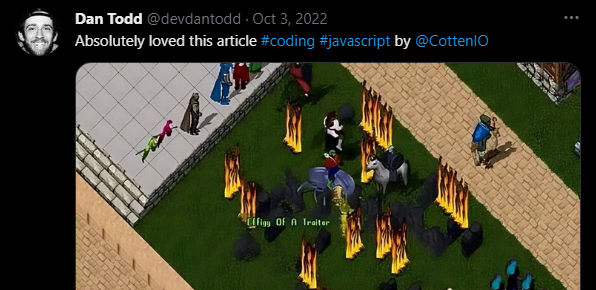 Dan Todd @devdantodd · Oct 3, 2022
Absolutely loved this article #coding #javascript by @CottenIO
Effigy Of A Traitor